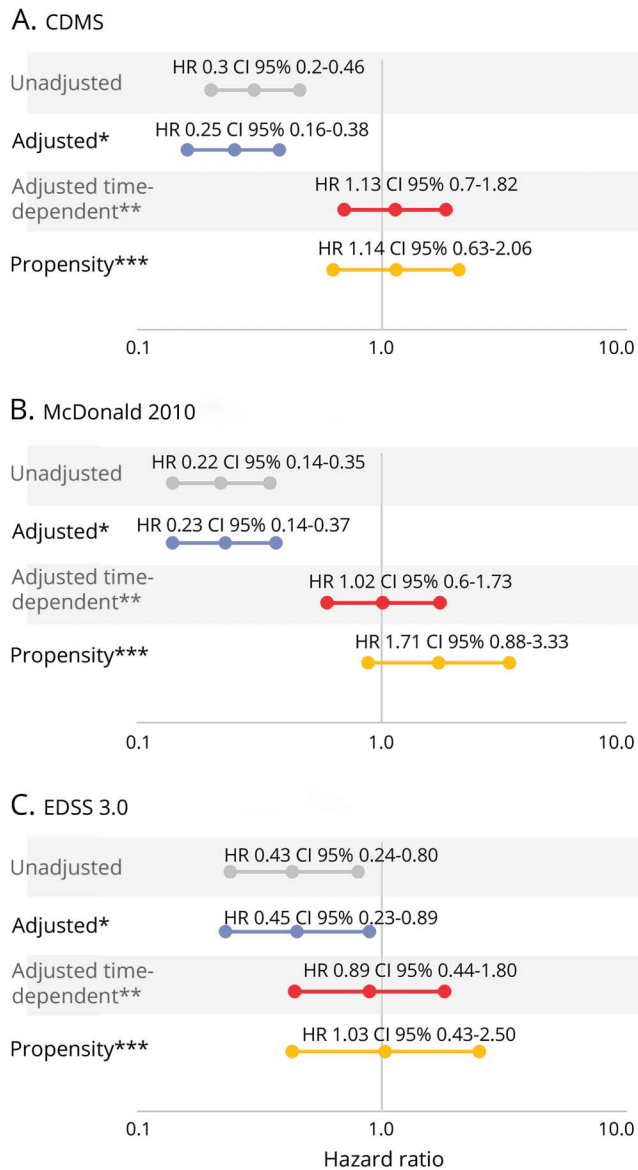 A. CDMS
HR 0.3 CI 95% 0.2-0.46
Unadjusted
HR 0.25 CI 95% 0.16-0.38
Adjusted*
HR 1.13 CI 95% 0.7-1.82
Adjusted time-
dependent**
HR 1.14 CI 95% 0.63-2.06
Propensity***
0.1 1.0 10.0
B. McDonald 2010
HR 0.22 CI 95% 0.14-0.35
Unadjusted
HR 0.23 CI 95% 0.14-0.37
Adjusted*
HR 1.02 CI 95% 0.6-1.73
Adjusted time-
dependent**
HR 1.71 CI 95% 0.88-3.33
Propensity***
0.1 1.0 10.0
C. EDSS 3.0
HR 0.43 CI 95% 0.24-0.80
Unadjusted
HR 0.45 CI 95% 0.23-0.89
Adjusted*
HR 0.89 CI 95% 0.44-1.80
Adjusted time-
dependent**
HR 1.03 CI 95% 0.43-2.50
Propensity***
0.1 1.0 10.0
Hazard ratio